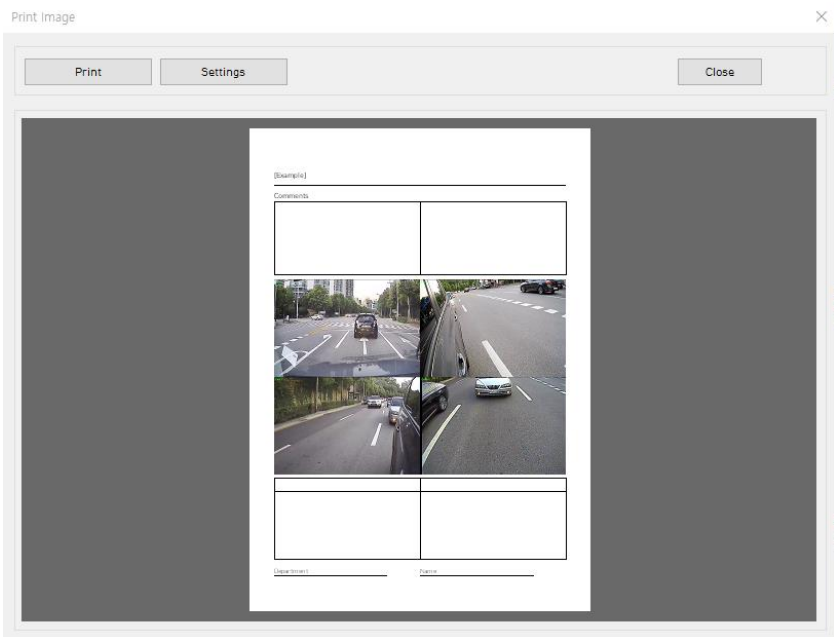 Print Image
Print Settings Close
[Example]
Comments
Department Name